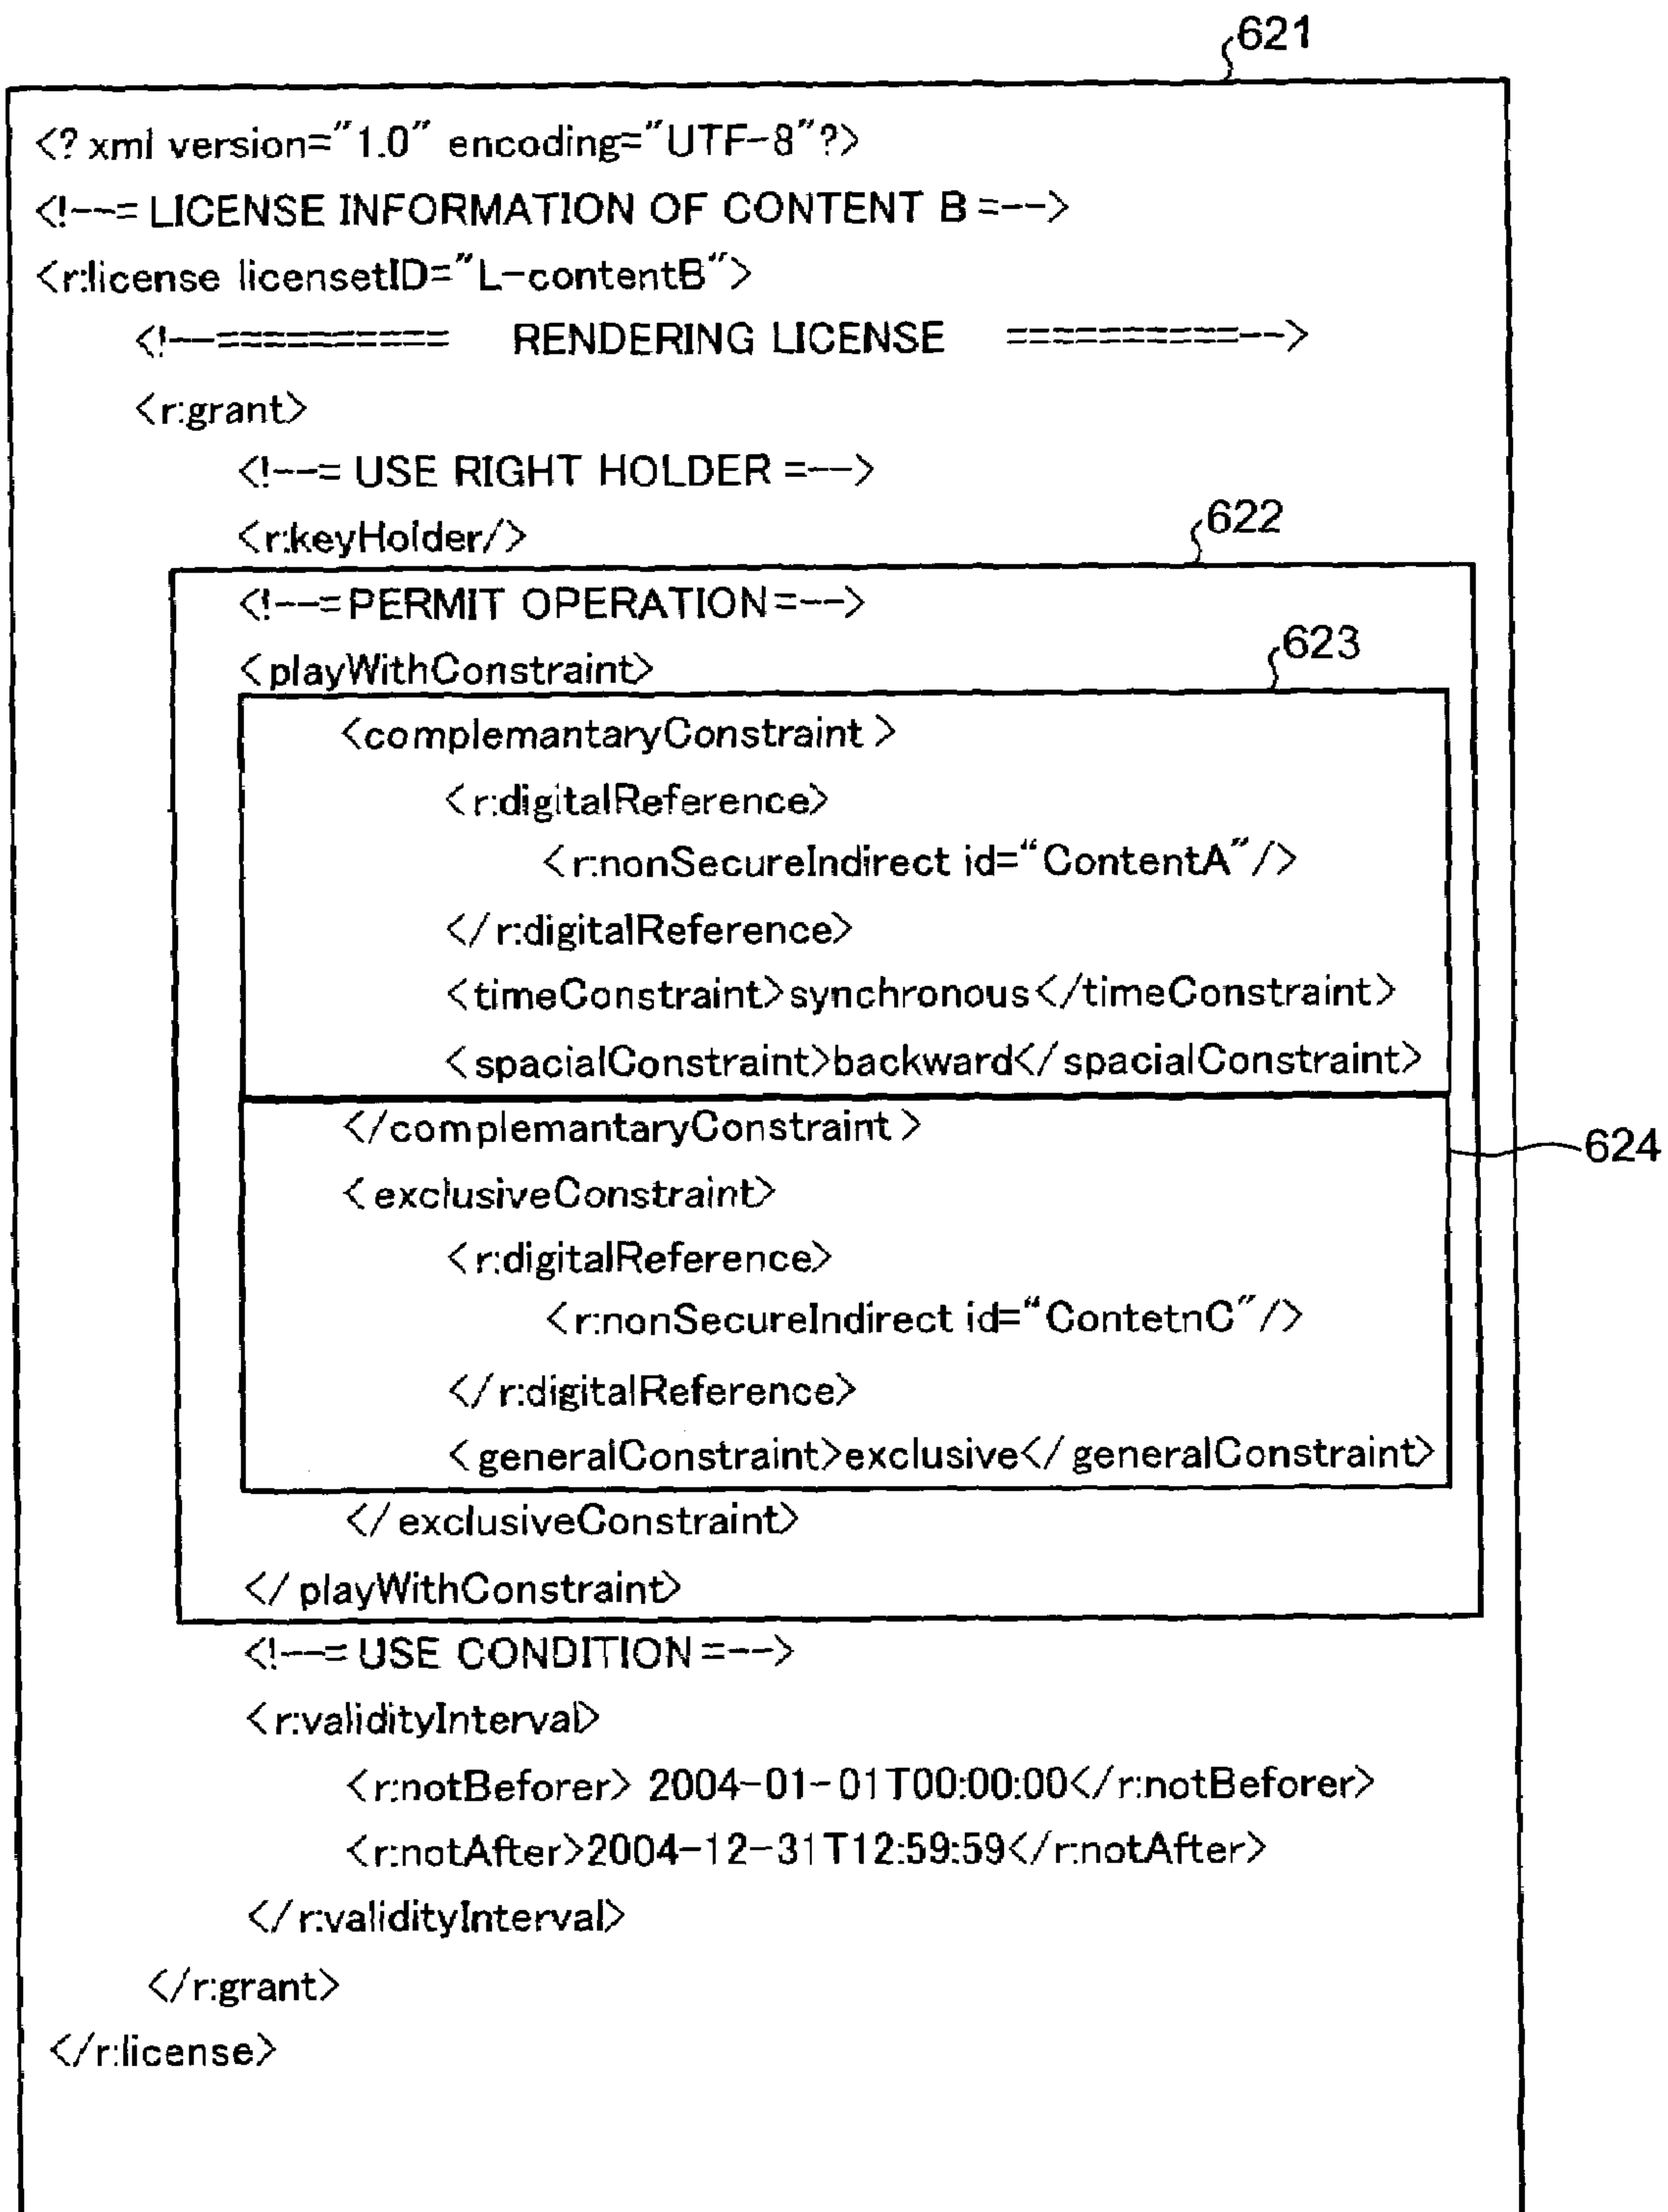 621
<? xml version="1.0" encoding="UTF-8"?>
<!--= LICENSE INFORMATION OF CONTENT B =-->
<r:license licensetID="L-contentB">
<!--========== RENDERING LICENSE ==========-->
<r:grant>
<!--= USE RIGHT HOLDER =-->
<r:keyHolder/>
622
<!--=PERMIT OPERATION=-->
<playWithConstraint>
623
<complemantaryConstraint >
<r:digitalReference>
<r:nonSecureIndirect id="ContentA"/>
</r:digitalReference>
<timeConstraint>synchronous</timeConstraint>
<spacialConstraint>backward</spacialConstraint>
</complemantaryConstraint >
624
<exclusiveConstraint>
<r:digitalReference>
<r:nonSecureIndirect id="ContetnC"/>
</r:digitalReference>
<generalConstraint>exclusive</generalConstraint>
</exclusiveConstraint>
</playWithConstraint>
<!--= USE CONDITION =-->
<r:validityInterval>
<r:notBeforer> 2004-01-01T00:00:00</r:notBeforer>
<r:notAfter>2004-12-31T12:59:59</r:notAfter>
</r:validityInterval>
</r:grant>
</r:license>